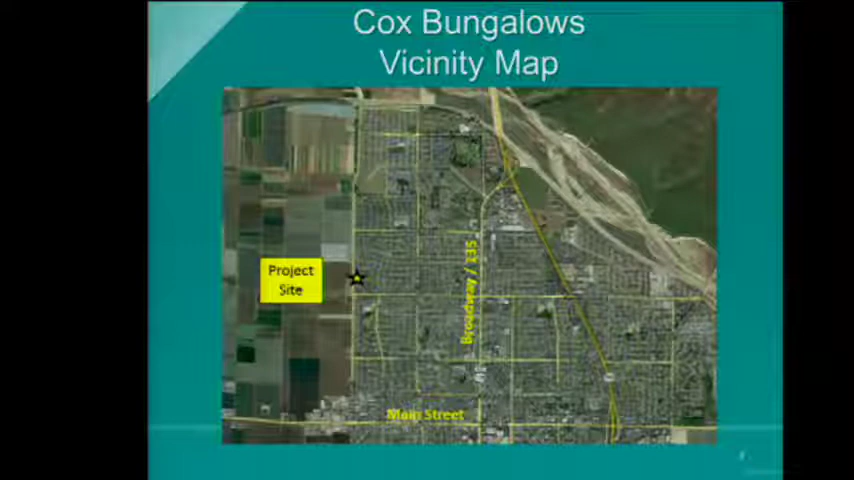 Cox Bungalows
Vicinity Map
Project
Site
Broadway / 135
Main Street